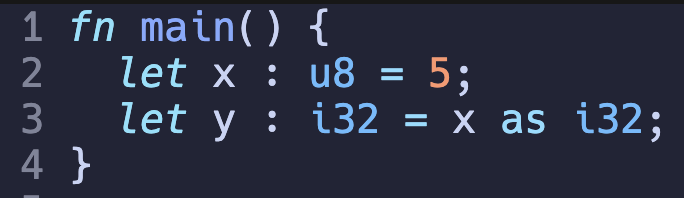 1 fn main() {
2   let x : u8 = 5;
3   let y : i32 = x as i32;
4 }